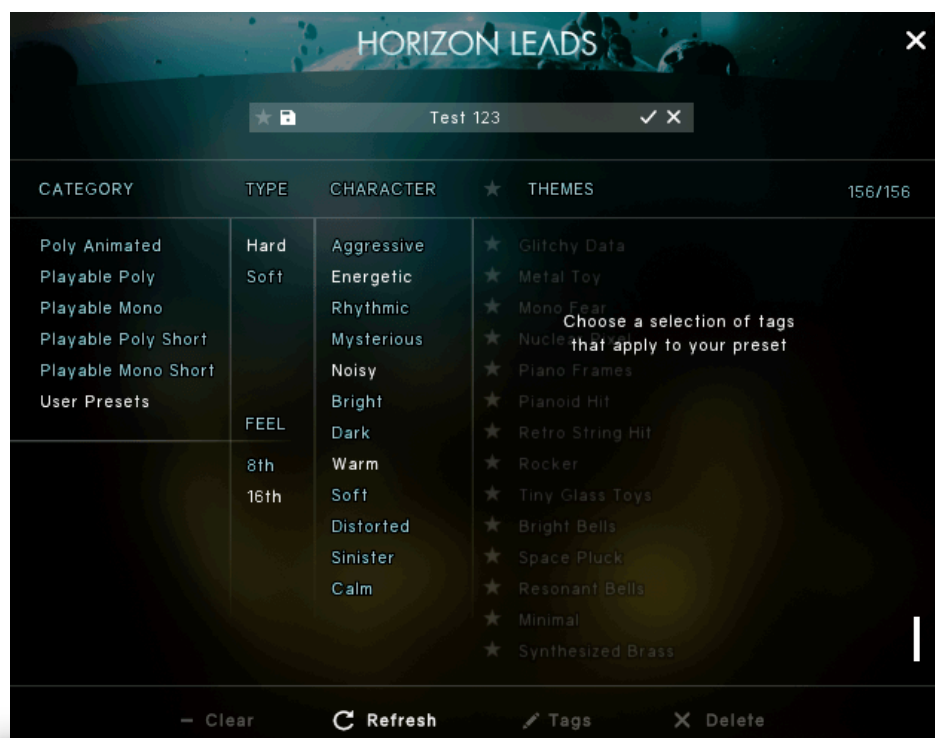 HORIZON LEADS
Test 123
CATEGORY
TYPE
CHARACTER
THEMES
156/156
Poly Animated
Playable Poly
Playable Mono
Playable Poly Short
Playable Mono Short
User Presets
Hard
Soft
FEEL
8th
16th
Aggressive
Energetic
Rhythmic
Mysterious
Noisy
Bright
Dark
Warm
Soft
Distorted
Sinister
Calm
Glitchy Data
Metal Toy
Mono Fear
Choose a selection of tags
that apply to your preset
Piano Frames
Pianoid Hit
Retro String Hit
Rocker
Tiny Glass Toys
Bright Bells
Space Pluck
Resonant Bells
Minimal
Synthesized Brass
Clear
Refresh
Tags
Delete